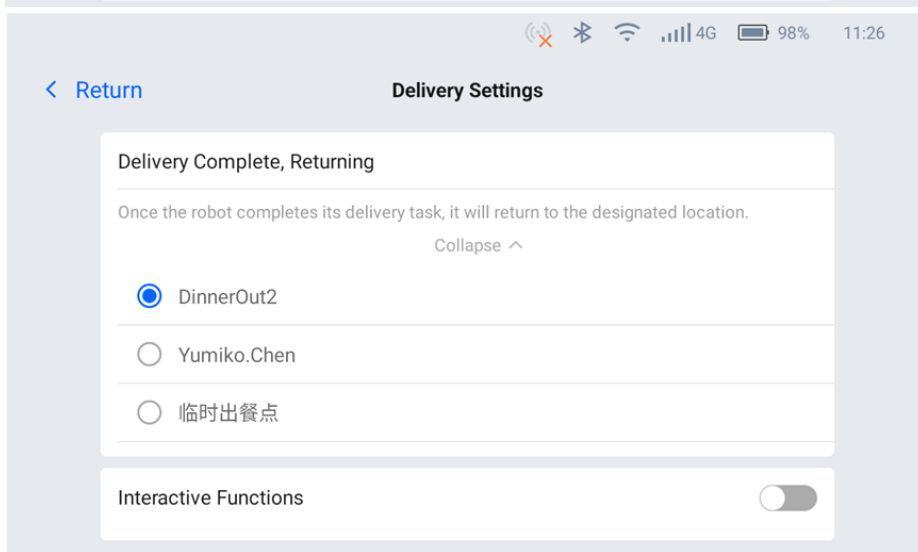 4G 98% 11:26
Return Delivery Settings
Delivery Complete, Returning
Once the robot completes its delivery task, it will return to the designated location.
Collapse
DinnerOut2
Yumiko.Chen
临时出餐点
Interactive Functions